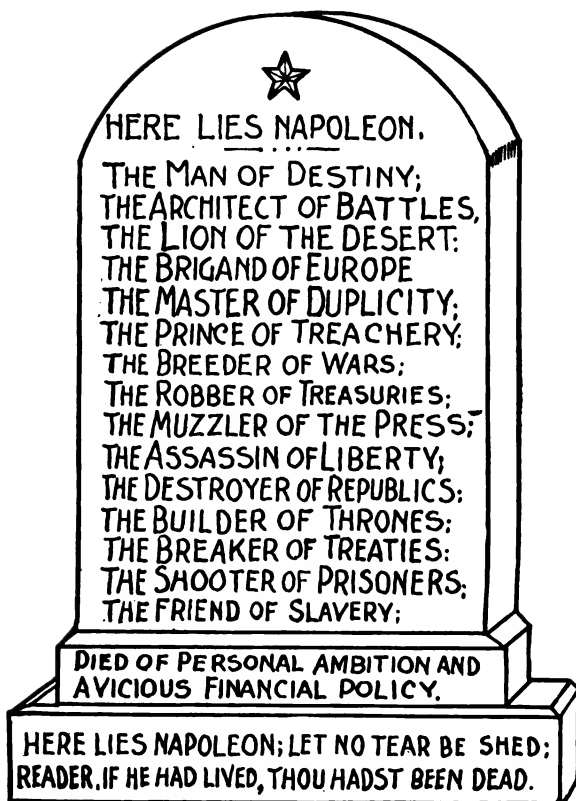 HERE LIES NAPOLEON.
THE MAN OF DESTINY;
THE ARCHITECT OF BATTLES,
THE LION OF THE DESERT:
THE BRIGAND OF EUROPE
THE MASTER OF DUPLICITY;
THE PRINCE OF TREACHERY;
THE BREEDER OF WARS;
THE ROBBER OF TREASURIES;
THE MUZZLER OF THE PRESS;
THE ASSASSIN OF LIBERTY;
THE DESTROYER OF REPUBLICS;
THE BUILDER OF THRONES;
THE BREAKER OF TREATIES:
THE SHOOTER OF PRISONERS;
THE FRIEND OF SLAVERY;
DIED OF PERSONAL AMBITION AND
A VICIOUS FINANCIAL POLICY.
HERE LIES NAPOLEON; LET NO TEAR BE SHED;
READER, IF HE HAD LIVED, THOU HADST BEEN DEAD.